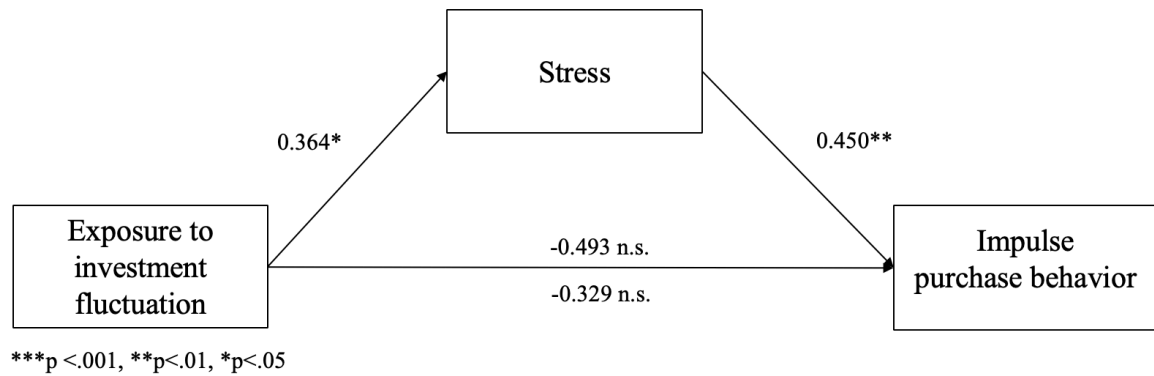 Stress
0.364*
0.450**
Exposure to
investment
fluctuation
-0.493 n.s.
-0.329 n.s.
Impulse
purchase behavior
***p <.001, **p<.01, *p<.05